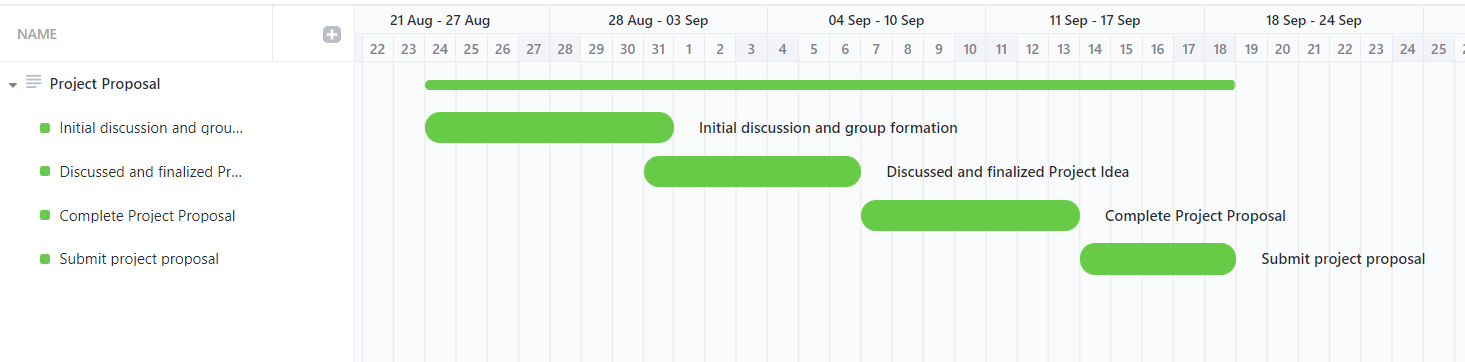 NAME
21 Aug - 27 Aug 28 Aug - 03 Sep 04 Sep - 10 Sep 11 Sep - 17 Sep 18 Sep - 24 Sep
22 23 24 25 26 27 28 29 30 31 1 2 3 4 5 6 7 8 9 10 11 12 13 14 15 16 17 18 19 20 21 22 23 24 25
Project Proposal
Initial discussion and grou... Initial discussion and group formation
Discussed and finalized Pr... Discussed and finalized Project Idea
Complete Project Proposal Complete Project Proposal
Submit project proposal Submit project proposal